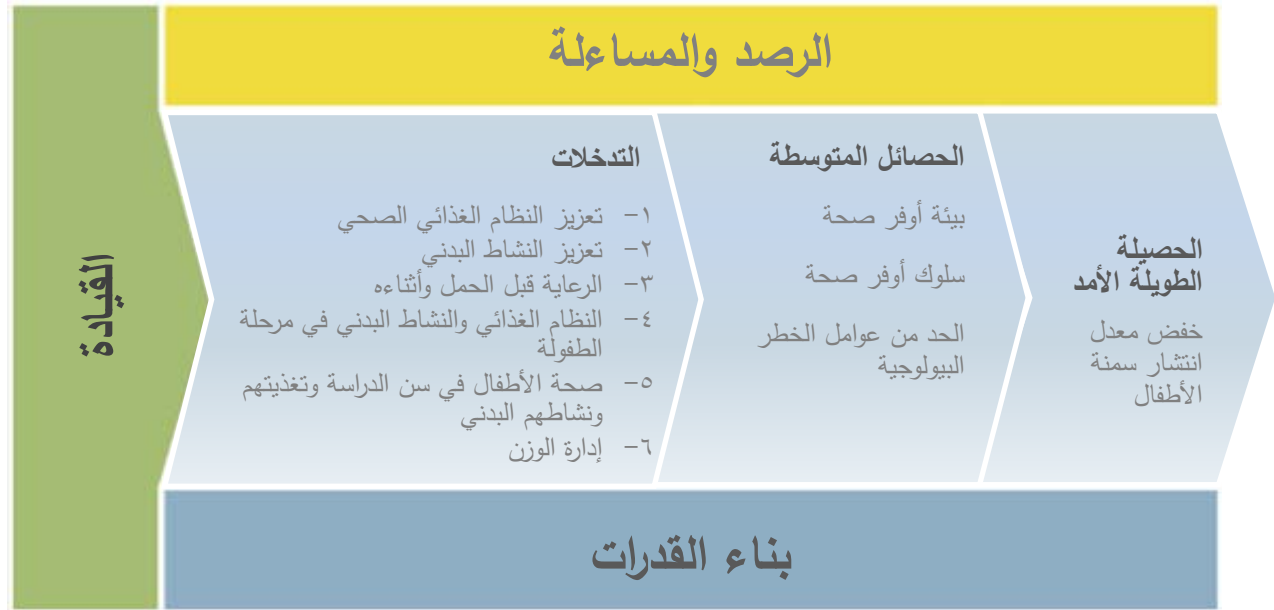 الرصد والمساءلة
القيادة
التدخلات
١- تعزيز النظام الغذائي الصحي
٢- تعزيز النشاط البدني
٣- الرعاية قبل الحمل وأثناءه
٤- النظام الغذائي والنشاط البدني في مرحلة
الطفولة
٥- صحة الأطفال في سن الدراسة وتغذيتهم
ونشاطهم البدني
٦- إدارة الوزن
الحصائل المتوسطة
بيئة أوفر صحة
سلوك أوفر صحة
الحد من عوامل الخطر
البيولوجية
الحصيلة
الطويلة الأمد
خفض معدل
انتشار سمنة
الأطفال
بناء القدرات